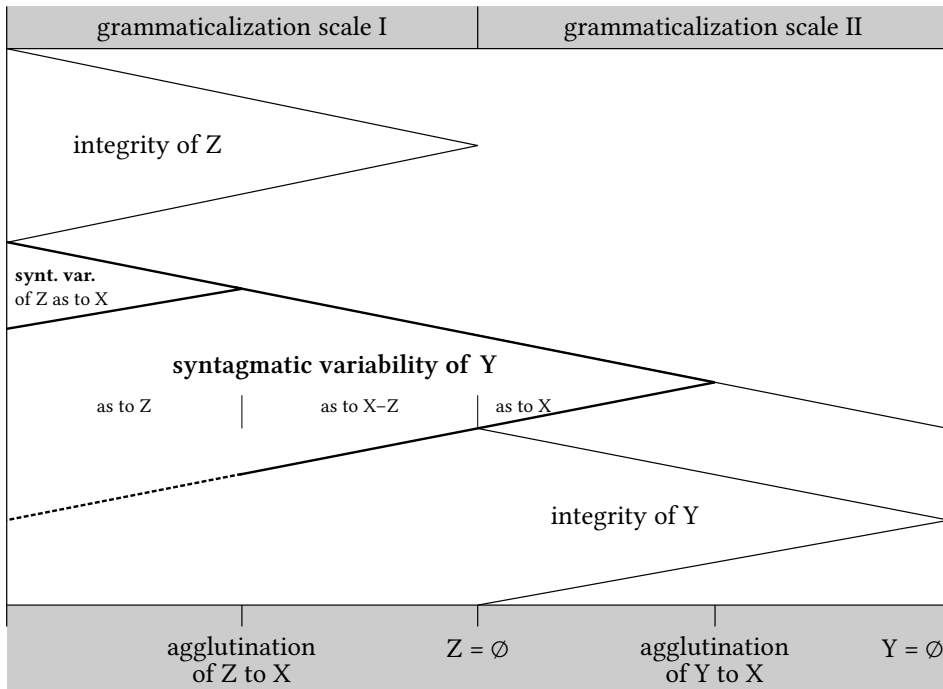 grammaticalization scale I
grammaticalization scale II
integrity of Z
synt. var.
of Z as to X
syntagmatic variability of Y
as to Z
as to X–Z
as to X
integrity of Y
agglutination
of Z to X
Z = ∅
agglutination
of Y to X
Y = ∅